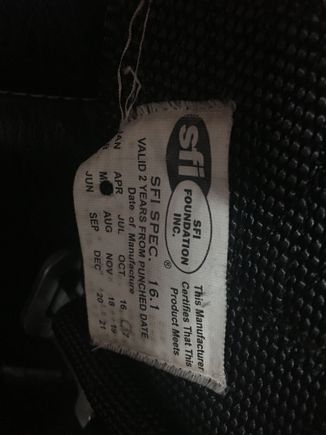 sfi
SFI
FOUNDATION
INC.
®
This Manufacturer
Certifies That This
Product Meets
SFI SPEC. 16.1
VALID 2 YEARS FROM PUNCHED DATE
Date of Manufacture
JAN APR JUL OCT 16 7
M AUG NOV 18 19
JUN SEP DEC 20 21